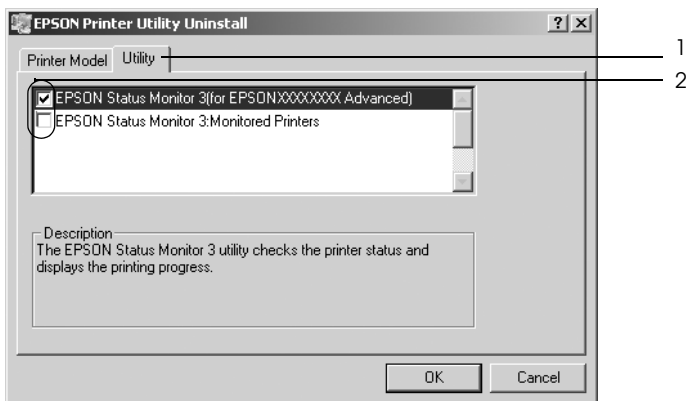 EPSON Printer Utility Uninstall
Printer Model Utility
1
2
EPSON Status Monitor 3(for EPSONXXXXXXXX Advanced)
EPSON Status Monitor 3:Monitored Printers
Description
The EPSON Status Monitor 3 utility checks the printer status and
displays the printing progress.
OK Cancel